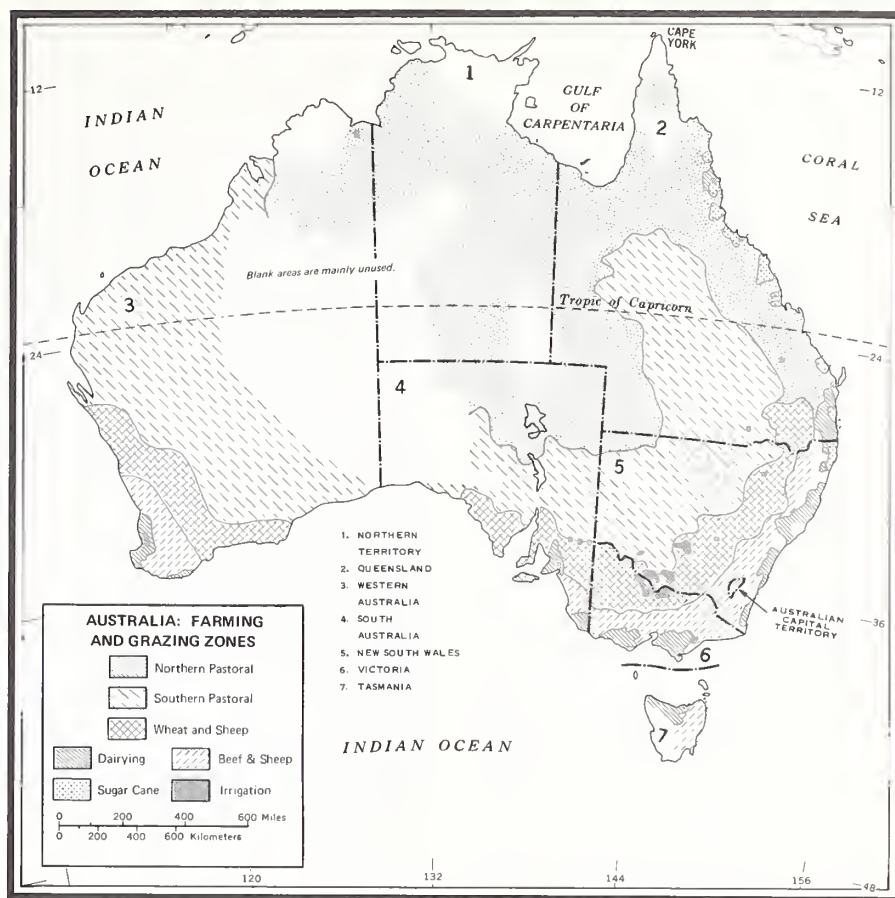 CAPE
YORK
1
12
12
GULF
OF
CARPENTARIA
INDIAN
OCEAN
2
CORAL
SEA
Blank areas are mainly unused.
3
Tropic of Capricorn
24
24
4
5
1. NORTHERN
TERRITORY
2. QUEENSLAND
3. WESTERN
AUSTRALIA
4. SOUTH
AUSTRALIA
5. NEW SOUTH WALES
6. VICTORIA
7. TASMANIA
AUSTRALIAN
CAPITAL
TERRITORY
36
6
7
INDIAN OCEAN
AUSTRALIA: FARMING
AND GRAZING ZONES
Northern Pastoral
Southern Pastoral
Wheat and Sheep
Dairying Beef & Sheep
Sugar Cane Irrigation
0 200 400 600 Miles
0 200 400 600 Kilometers
120 132 144 156
48